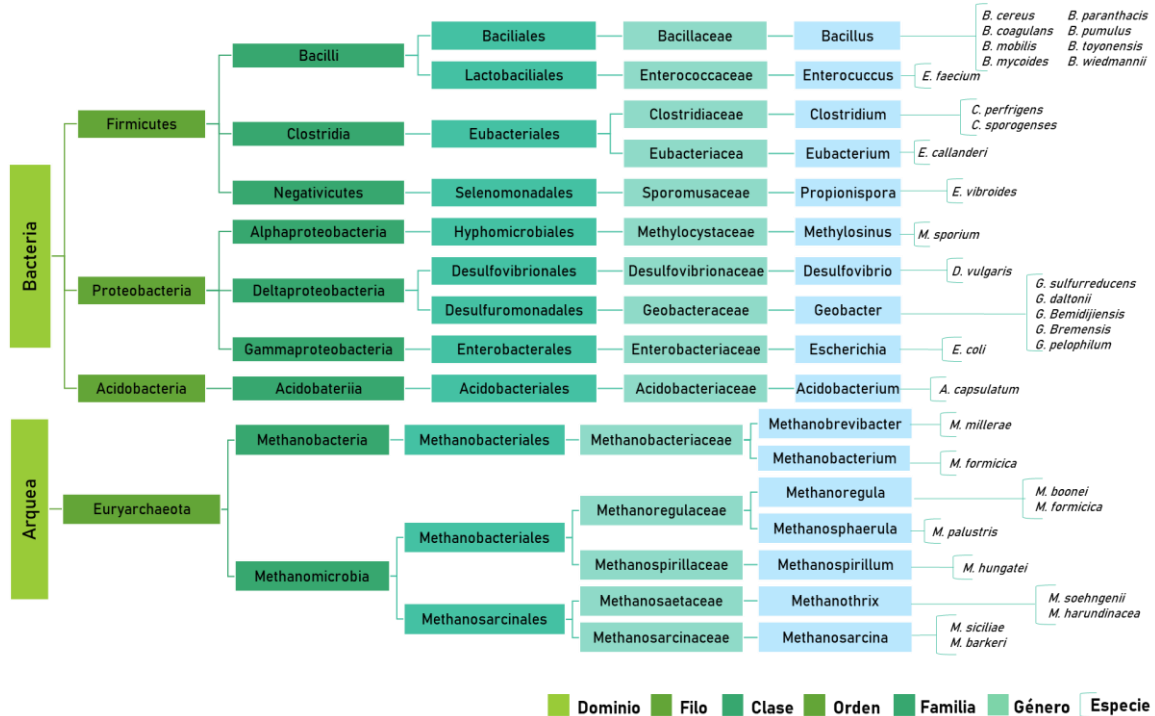 Bacteria
Firmicutes
Bacilli
Baciliales
Bacillaceae
Bacillus
B. cereus B. paranthacis
B. coagulans B. pumulus
B. mobilis B. toyonensis
B. mycoides B. wiedmannii
Lactobaciliales
Enterococcaceae
Enterocuccus
E. faecium
Clostridia
Eubacteriales
Clostridiaceae
Clostridium
C. perfrigens
C. sporogenses
Eubacteriacea
Eubacterium
E. callanderi
Negativicutes
Selenomonadales
Sporomusaceae
Propionispora
E. vibroides
Proteobacteria
Alphaproteobacteria
Hyphomicrobiales
Methylocystaceae
Methylosinus
M. sporium
Deltaproteobacteria
Desulfovibrionales
Desulfovibrionaceae
Desulfovibrio
D. vulgaris
Desulfuromonadales
Geobacteraceae
Geobacter
G. sulfurreducens
G. daltonii
G. Bemidijiensis
G. Bremensis
G. pelophilum
Gammaproteobacteria
Enterobacterales
Enterobacteriaceae
Escherichia
E. coli
Acidobacteria
Acidobateriia
Acidobacteriales
Acidobacteriaceae
Acidobacterium
A. capsulatum
Arquea
Euryarchaeota
Methanobacteria
Methanobacteriales
Methanobacteriaceae
Methanobrevibacter
M. millerae
Methanobacterium
M. formicica
Methanomicrobia
Methanobacteriales
Methanoregulaceae
Methanoregula
M. boonei
M. formicica
Methanosphaerula
M. palustris
Methanospirillaceae
Methanospirillum
M. hungatei
Methanosarcinales
Methanosaetaceae
Methanothrix
M. soehngenii
M. harundinacea
Methanosarcinaceae
Methanosarcina
M. siciliae
M. barkeri
Dominio Filo Clase Orden Familia Género Especie